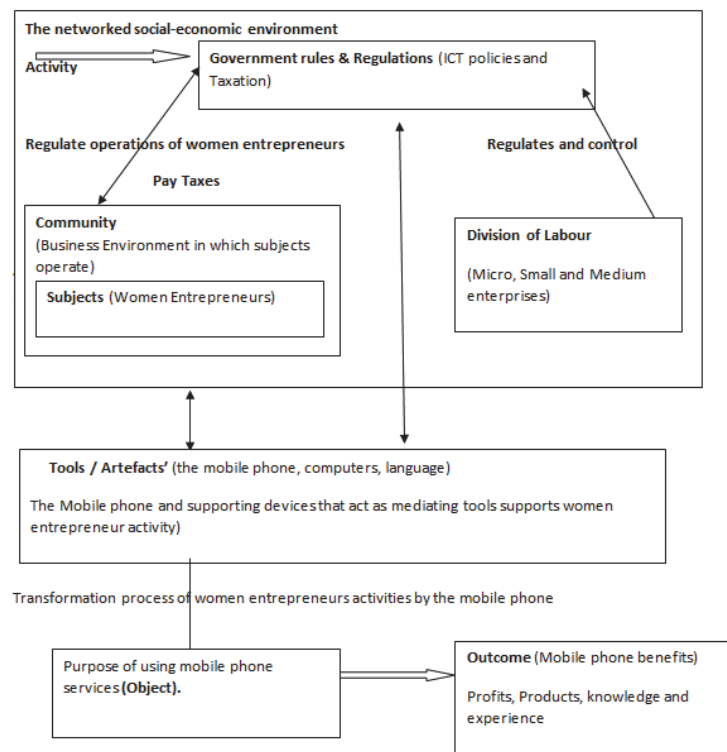 The networked social-economic environment
Government rules & Regulations (ICT policies and
Taxation)
Activity
Regulate operations of women entrepreneurs
Regulates and control
Pay Taxes
Community
(Business Environment in which subjects
operate)
Subjects (Women Entrepreneurs)
Division of Labour
(Micro, Small and Medium
enterprises)
Tools / Artefacts' (the mobile phone, computers, language)
The Mobile phone and supporting devices that act as mediating tools supports women
entrepreneur activity)
Transformation process of women entrepreneurs activities by the mobile phone
Purpose of using mobile phone
services (Object).
Outcome (Mobile phone benefits)
Profits, Products, knowledge and
experience